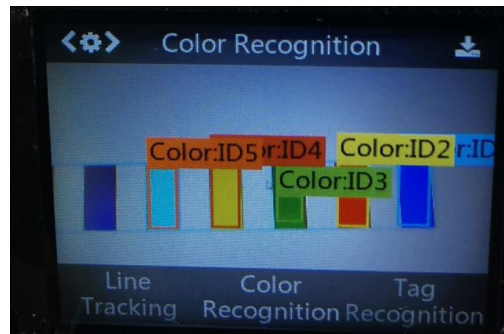 Color Recognition
Color:ID5
r:ID4
Color:ID2
r:ID
Color:ID3
Line Tracking
Color Recognition
Tag Recognition